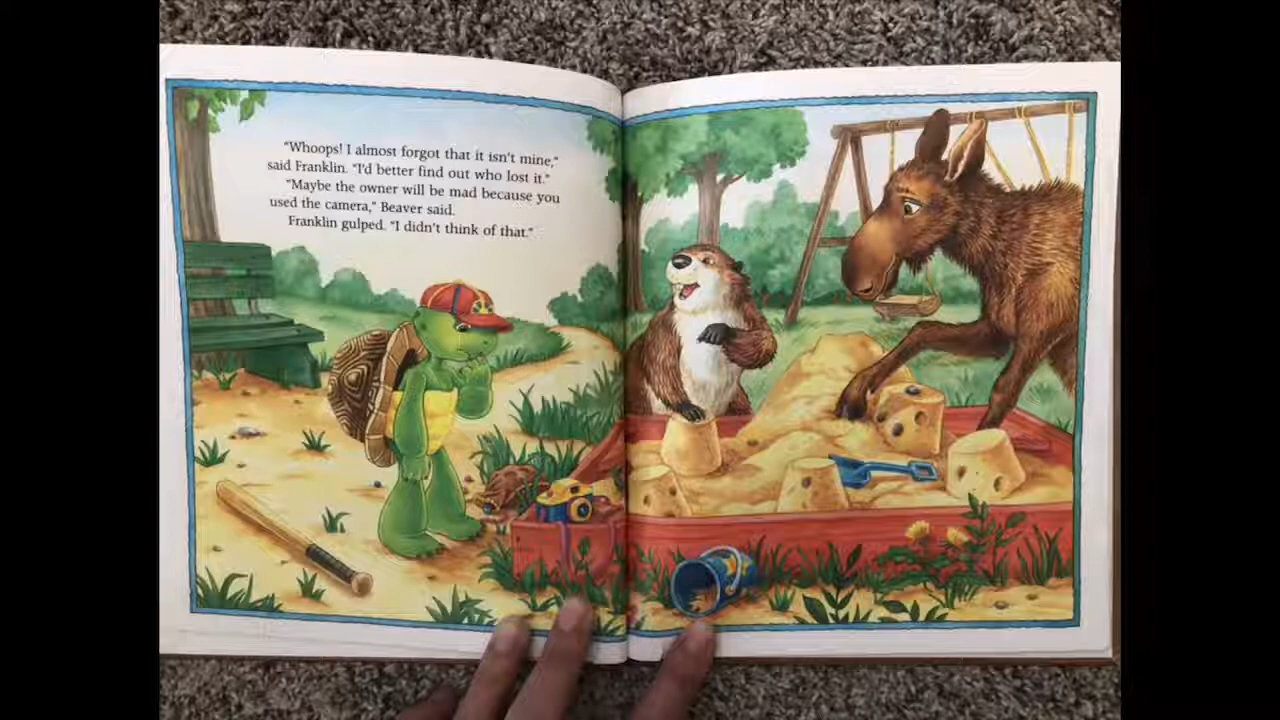 "Whoops! I almost forgot that it isn't mine,"
said Franklin. "I'd better find out who lost it."
"Maybe the owner will be mad because you
used the camera," Beaver said.
Franklin gulped. "I didn't think of that."